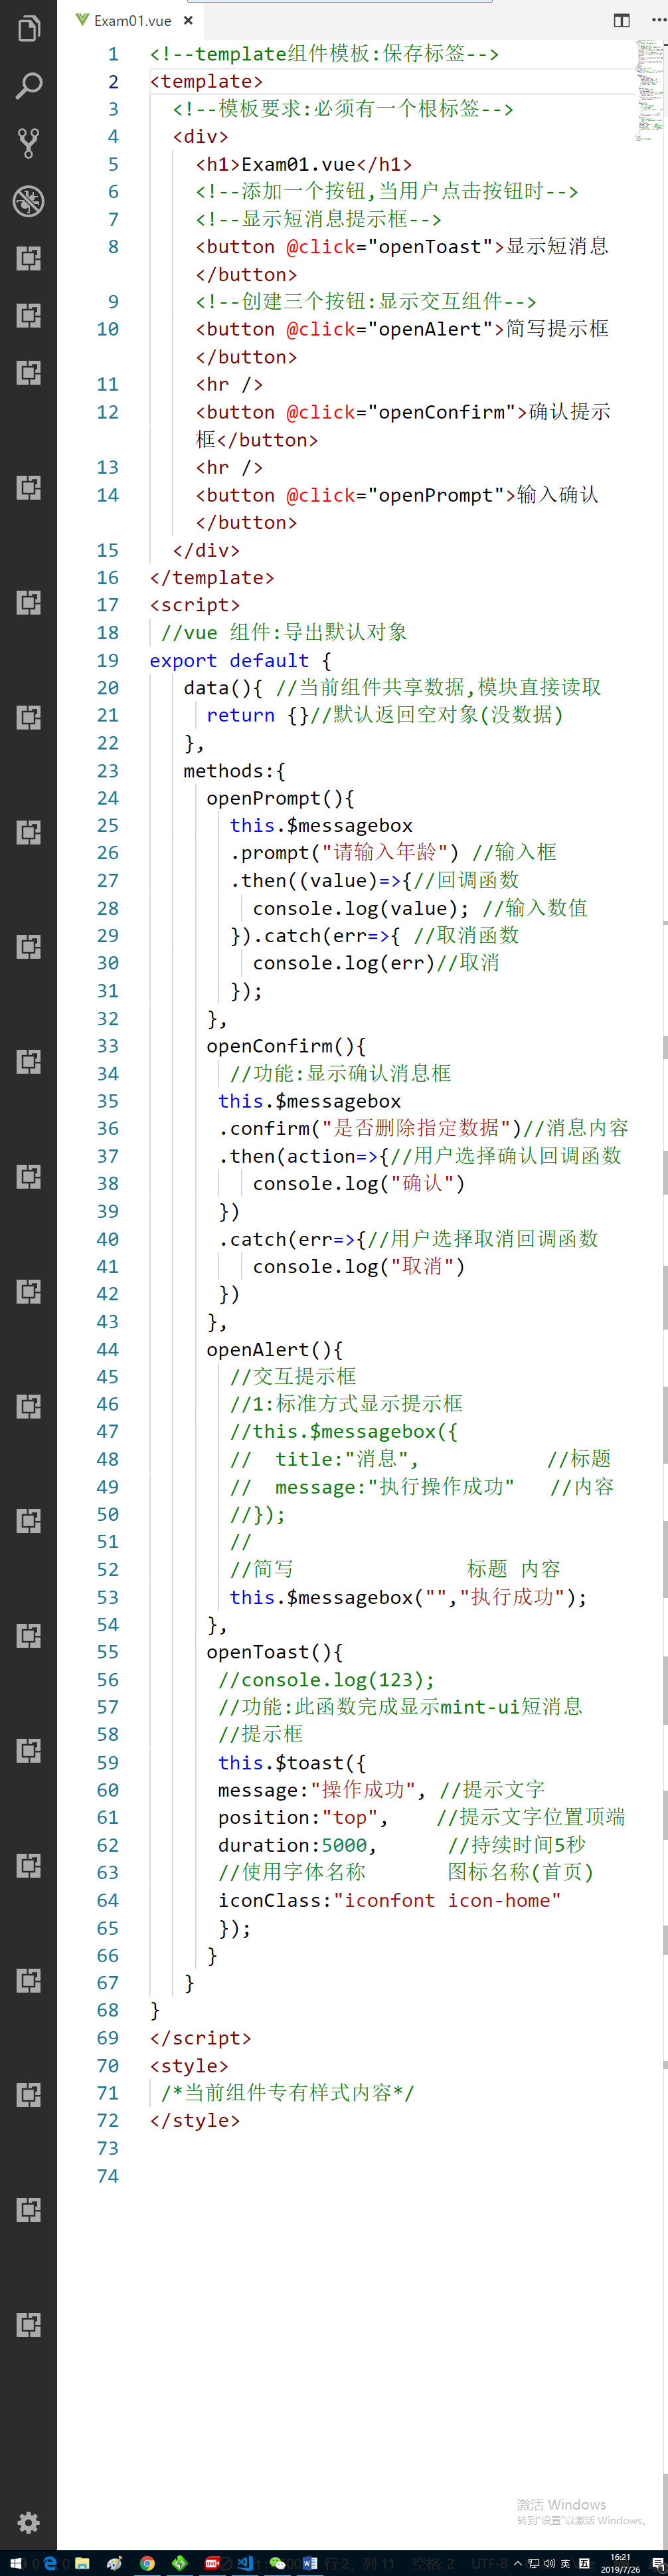 Exam01.vue ×
1 <!--template组件模板:保存标签-->
2 <template>
3 <!--模板要求:必须有一个根标签-->
4 <div>
5 <h1>Exam01.vue</h1>
6 <!--添加一个按钮,当用户点击按钮时-->
7 <!--显示短消息提示框-->
8 <button @click="openToast">显示短消息
</button>
9 <!--创建三个按钮:显示交互组件-->
10 <button @click="openAlert">简写提示框
</button>
11 <hr />
12 <button @click="openConfirm">确认提示
框</button>
13 <hr />
14 <button @click="openPrompt">输入确认
</button>
15 </div>
16 </template>
17 <script>
18 //vue 组件:导出默认对象
19 export default {
20 data(){ //当前组件共享数据,模块直接读取
21 return {}//默认返回空对象(没数据)
22 },
23 methods:{
24 openPrompt(){
25 this.$messagebox
26 .prompt("请输入年龄") //输入框
27 .then((value)=>{//回调函数
28 console.log(value); //输入数值
29 }).catch(err=>{ //取消函数
30 console.log(err)//取消
31 });
32 },
33 openConfirm(){
34 //功能:显示确认消息框
35 this.$messagebox
36 .confirm("是否删除指定数据")//消息内容
37 .then(action=>{//用户选择确认回调函数
38 console.log("确认")
39 })
40 .catch(err=>{//用户选择取消回调函数
41 console.log("取消")
42 })
43 },
44 openAlert(){
45 //交互提示框
46 //1:标准方式显示提示框
47 //this.$messagebox({
48 // title:"消息", //标题
49 // message:"执行操作成功" //内容
50 //});
51 //
52 //简写 标题 内容
53 this.$messagebox("","执行成功");
54 },
55 openToast(){
56 //console.log(123);
57 //功能:此函数完成显示mint-ui短消息
58 //提示框
59 this.$toast({
60 message:"操作成功", //提示文字
61 position:"top", //提示文字位置顶端
62 duration:5000, //持续时间5秒
63 //使用字体名称 图标名称(首页)
64 iconClass:"iconfont icon-home"
65 });
66 }
67 }
68 }
69 </script>
70 <style>
71 /*当前组件专有样式内容*/
72 </style>
73
74
激活 Windows
转到"设置"以激活 Windows。
行 2, 列 11 空格: 2 UTF-8
英
16:21
2019/7/26